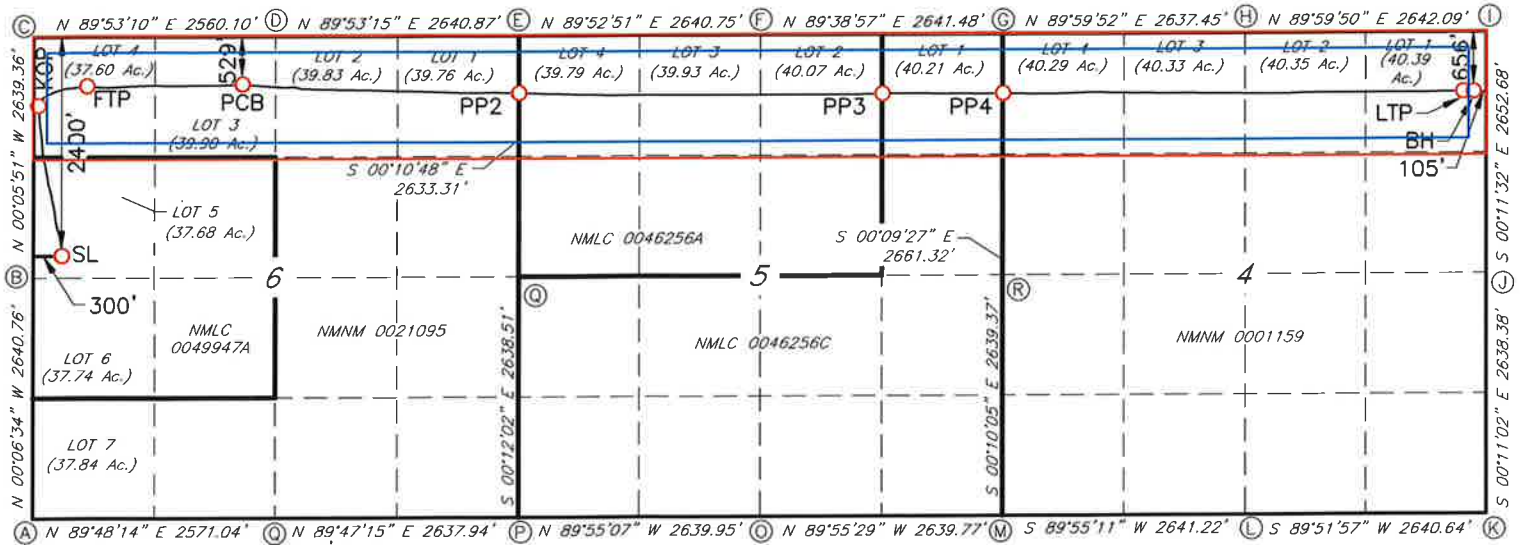 C N 89°53'10" E 2560.10' D N 89°53'15" E 2640.87' E N 89°52'51" E 2640.75' F N 89°38'57" E 2641.48' G N 89°59'52" E 2637.45' H N 89°59'50" E 2642.09' I
LOT 4
(37.60 Ac.)
LOT 2
(39.83 Ac.)
LOT 1
(39.76 Ac.)
LOT 4
(39.79 Ac.)
LOT 3
(39.93 Ac.)
LOT 2
(40.07 Ac.)
LOT 1
(40.21 Ac.)
LOT 4
(40.29 Ac.)
LOT 3
(40.33 Ac.)
LOT 2
(40.35 Ac.)
LOT 1
(40.39
Ac.)
KOP
FTP
529'
PCB
PP2
PP3
PP4
LTP
656'
BH
105'
LOT 3
(39.90 Ac.)
2400'
S 00°10'48" E
2633.31'
LOT 5
(37.68 Ac.)
SL
300'
NMLC 0046256A
S 00°09'27" E
2661.32'
B
6
Q
5
R
4
J
NMLC
0049947A
NMNM 0021095
NMLC 0046256C
NMNM 0001159
LOT 6
(37.74 Ac.)
LOT 7
(37.84 Ac.)
N 00°05'51" W 2639.36'
N 00°06'34" W 2640.76'
S 00°12'02" E 2638.51'
S 00°10'05" E 2639.37'
S 00°11'32" E 2652.68'
S 00°11'02" E 2638.38'
A N 89°48'14" E 2571.04' Q N 89°47'15" E 2637.94' P N 89°55'07" W 2639.95' O N 89°55'29" W 2639.77' M S 89°55'11" W 2641.22' L S 89°51'57" W 2640.64' K